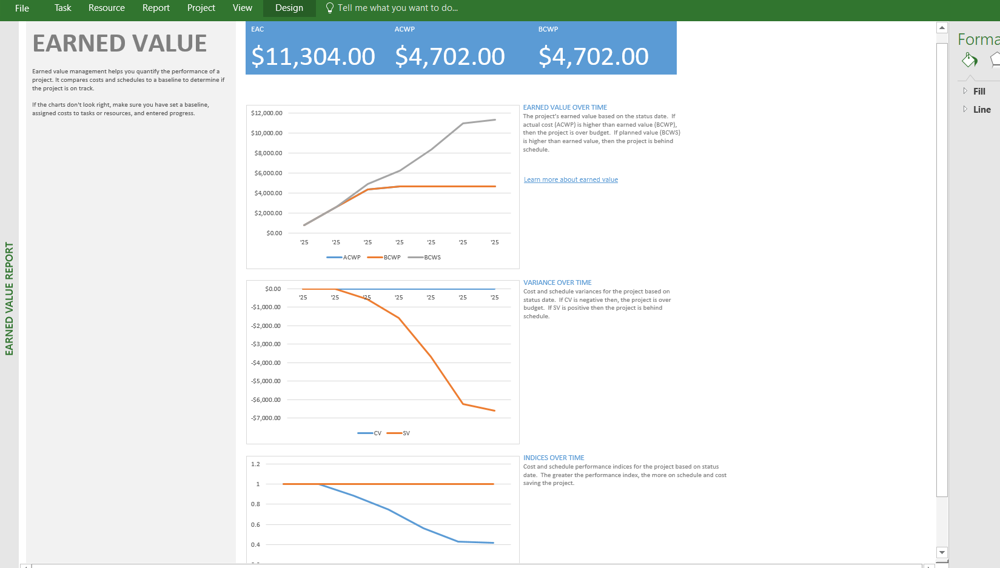 File Task Resource Report Project View Design Tell me what you want to do...
EARNED VALUE REPORT
EARNED VALUE
Earned value management helps you quantify the performance of a
project. It compares costs and schedules to a baseline to determine if
the project is on track.
If the charts don't look right, make sure you have set a baseline,
assigned costs to tasks or resources, and entered progress.
EAC ACWP BCWP
$11,304.00 $4,702.00 $4,702.00
$12,000.00
$10,000.00
$8,000.00
$6,000.00
$4,000.00
$2,000.00
$0.00
'25 '25 '25 '25 '25 '25 '25
ACWP BCWP BCWS
EARNED VALUE OVER TIME
The project's earned value based on the status date.  If
actual cost (ACWP) is higher than earned value (BCWP),
then the project is over budget.  If planned value (BCWS)
is higher than earned value, then the project is behind
schedule.
Learn more about earned value
$0.00
'25 '25 '25 '25 '25 '25 '25
-$1,000.00
-$2,000.00
-$3,000.00
-$4,000.00
-$5,000.00
-$6,000.00
-$7,000.00
CV SV
VARIANCE OVER TIME
Cost and schedule variances for the project based on
status date.  If CV is negative then, the project is over
budget.  If SV is positive then the project is behind
schedule.
1.2
1
0.8
0.6
0.4
INDICES OVER TIME
Cost and schedule performance indices for the project based on status
date.  The greater the performance index, the more on schedule and cost
saving the project.
Forma
Fill
Line